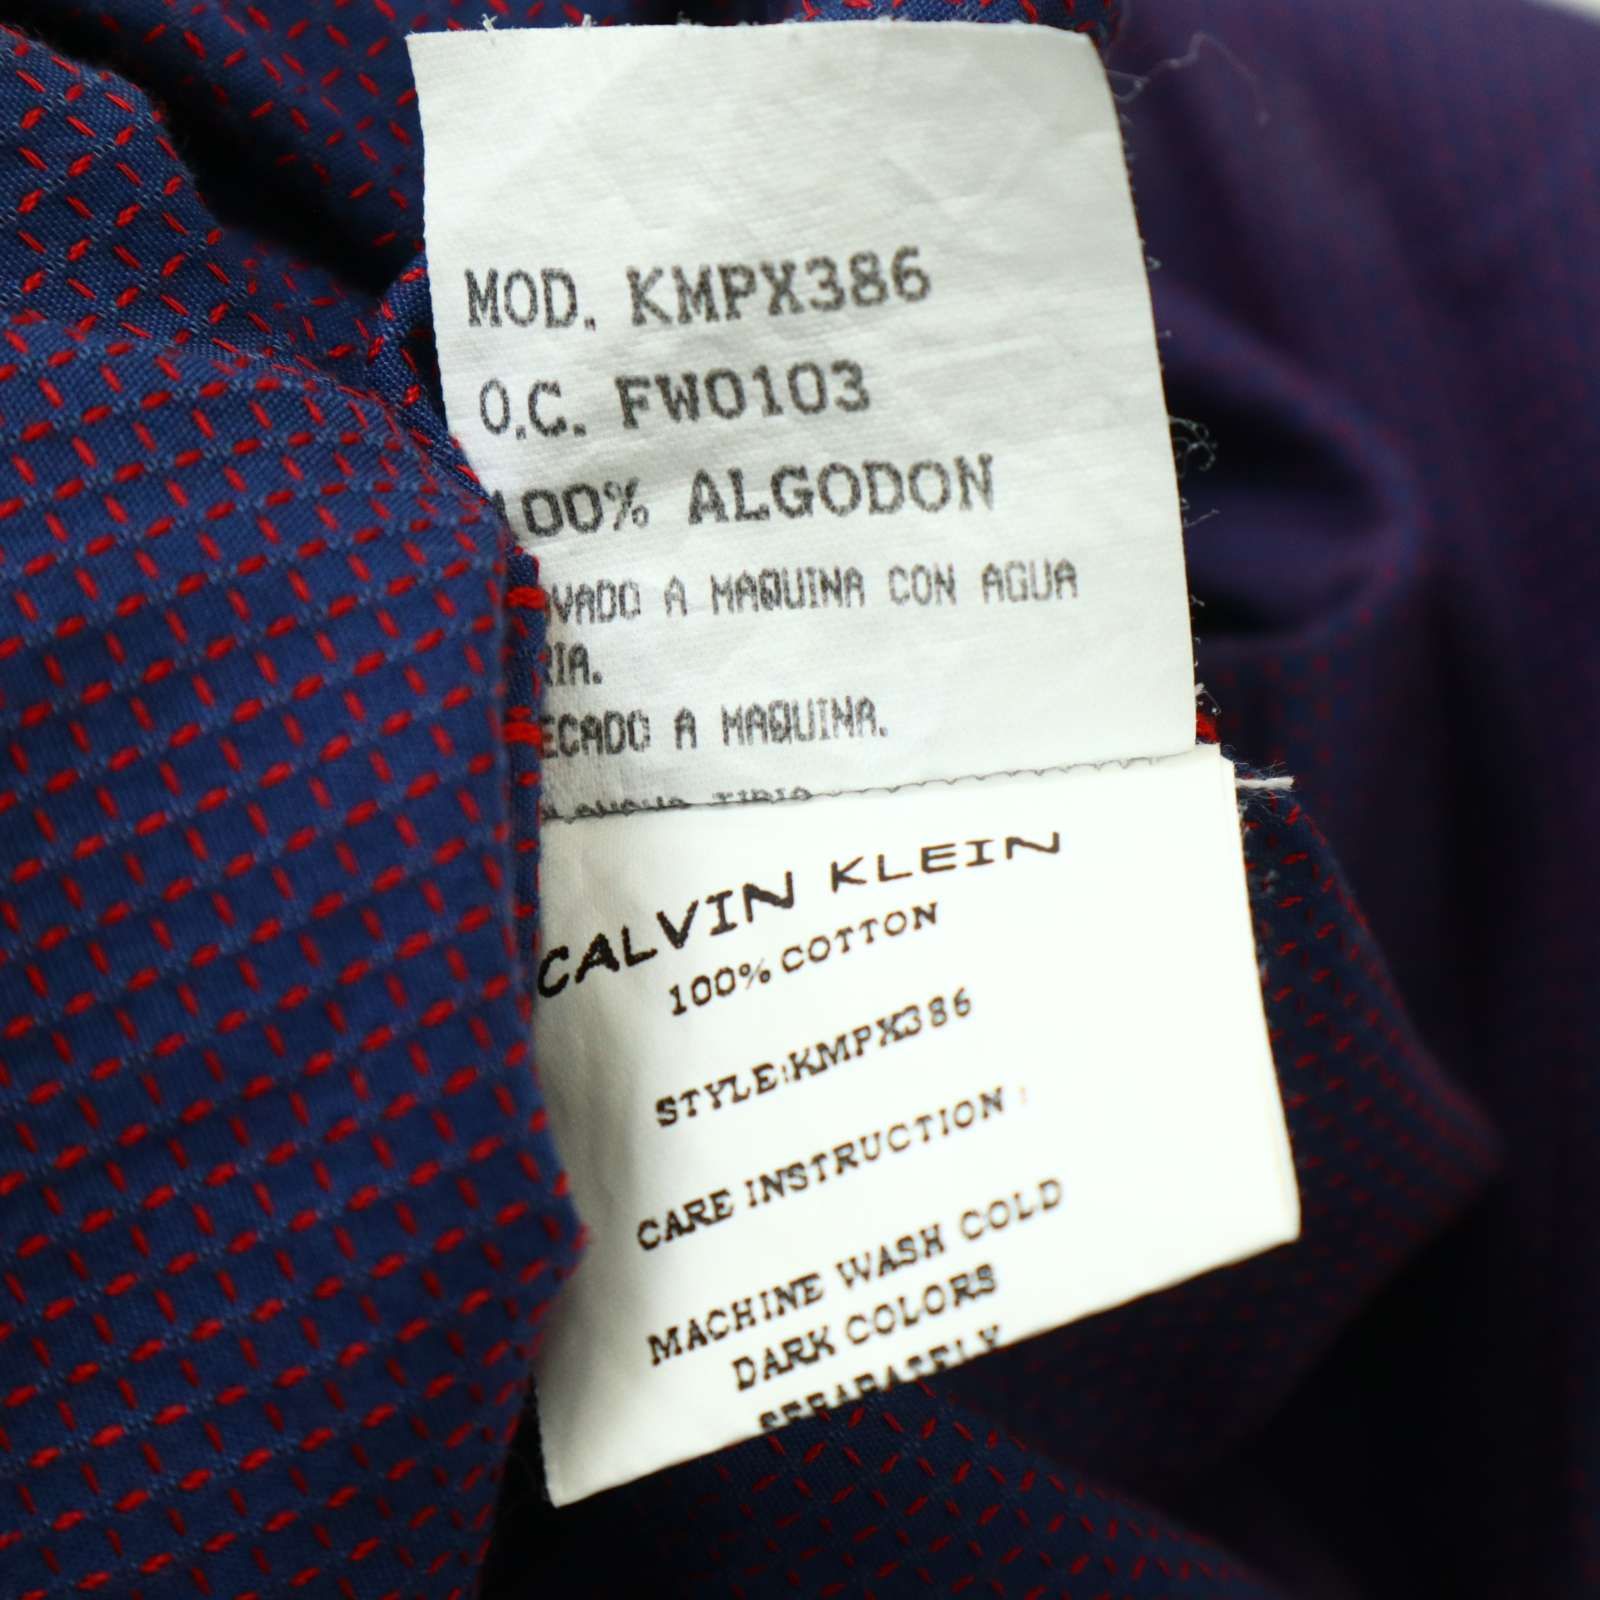 MOD. KMPX386
O.C. FW0103
100% ALGODON
VADO A MAQUINA CON AGUA
RIA.
ECADO A MAQUINA.
CALVIN KLEIN
100% COTTON
STYLE:KMPX386
CARE INSTRUCTION :
MACHINE WASH COLD
DARK COLORS
SEPARATELY